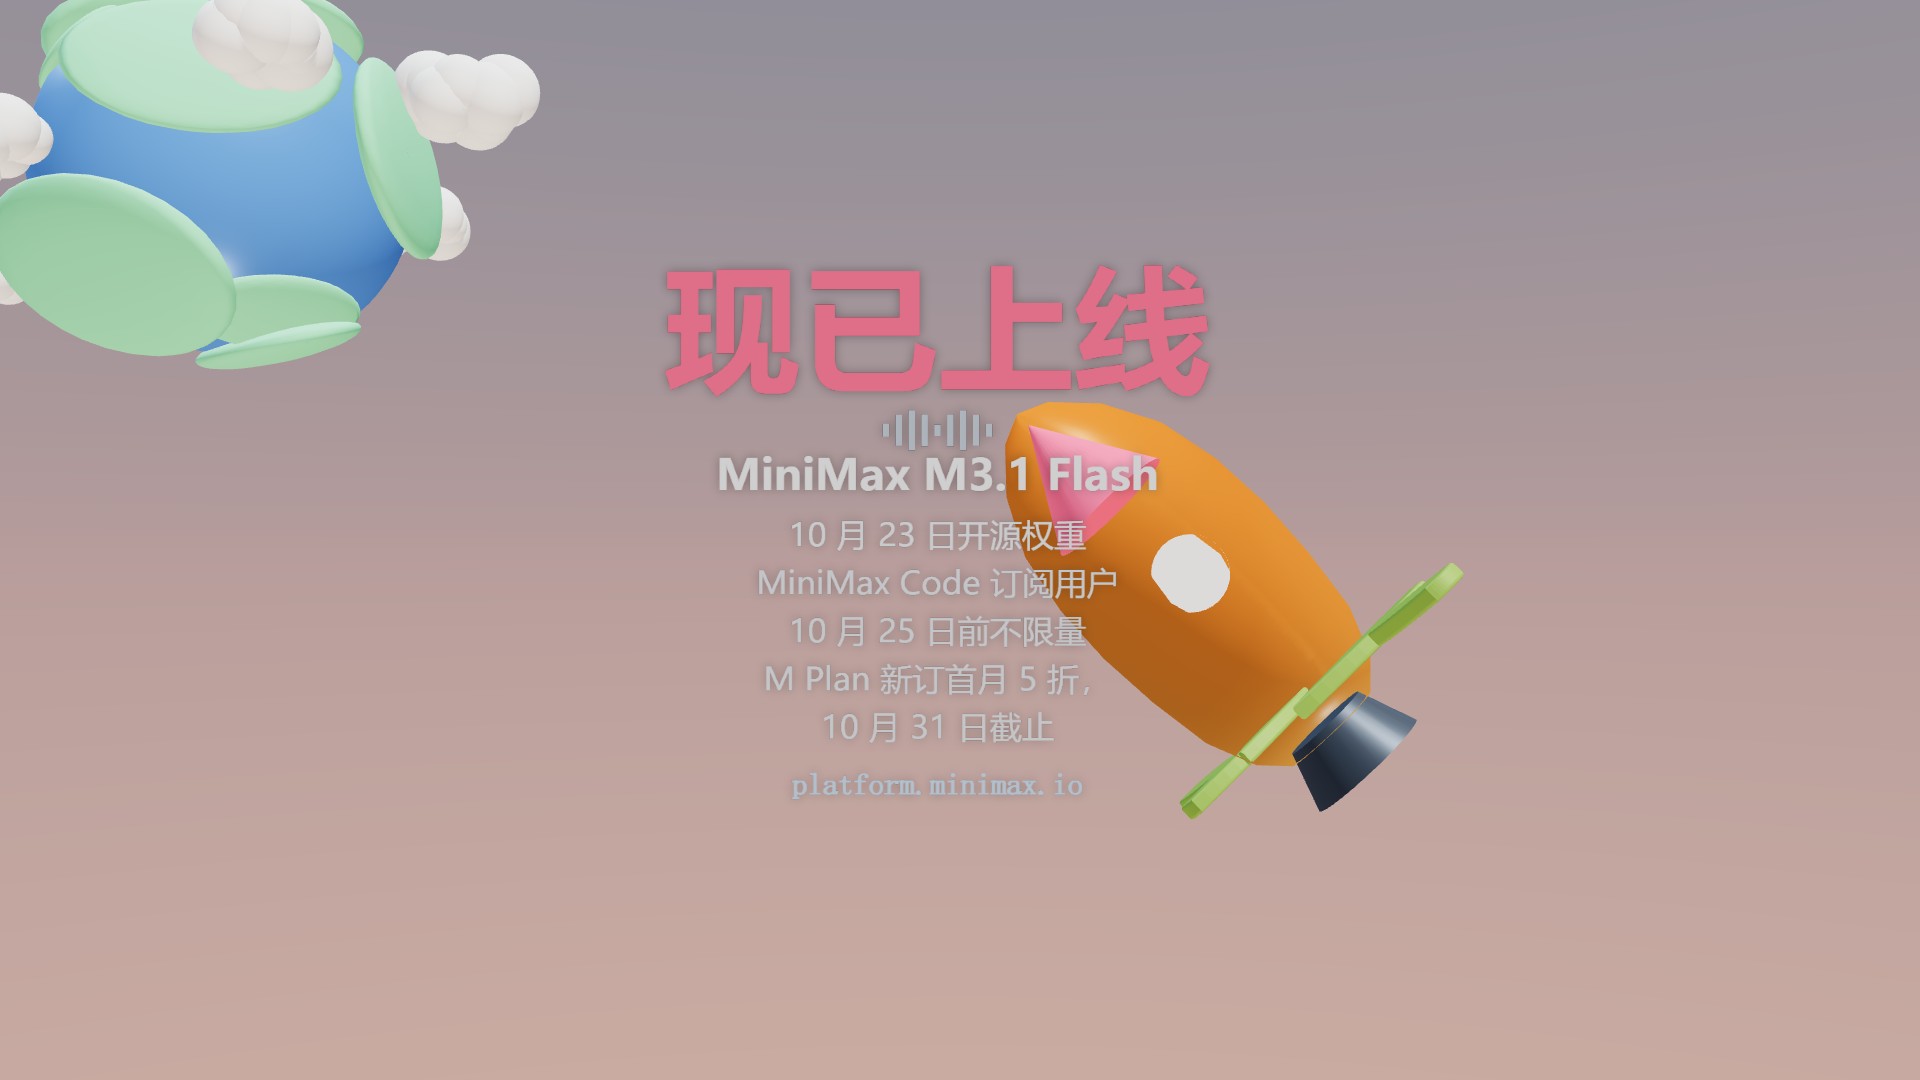 现已上线
MiniMax M3.1 Flash
10 月 23 日开源权重
MiniMax Code 订阅用户
10 月 25 日前不限量
M Plan 新订首月 5 折，
10 月 31 日截止
platform.minimax.io